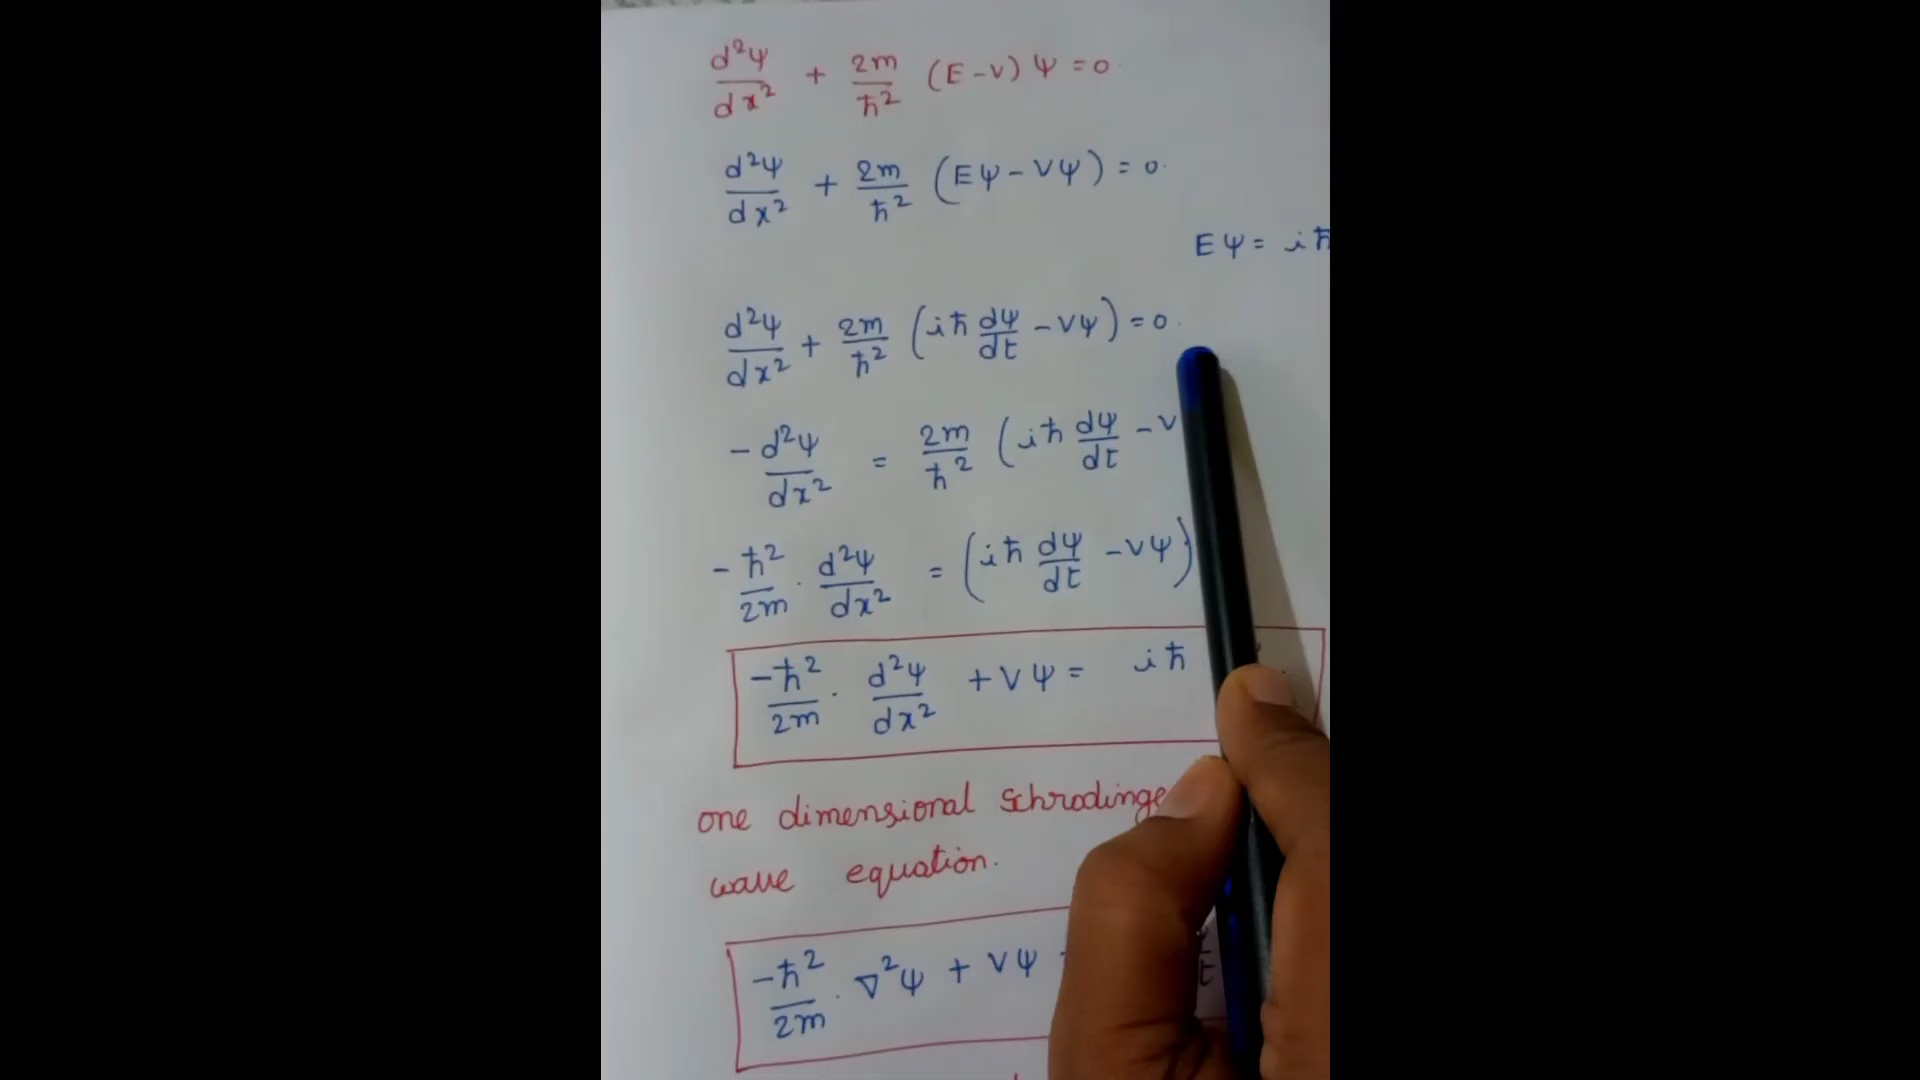 d²ψ/dx² + 2m/ħ² (E-V) ψ = 0.
d²ψ/dx² + 2m/ħ² (Eψ - Vψ) = 0.
Eψ = iħ
d²ψ/dx² + 2m/ħ² (iħ dψ/dt - Vψ) = 0.
- d²ψ/dx² = 2m/ħ² (iħ dψ/dt - V
- ħ²/2m . d²ψ/dx² = (iħ dψ/dt - Vψ)
-ħ²/2m . d²ψ/dx² + Vψ = iħ
one dimensional Schrodinge
wave equation.
-ħ²/2m . ∇²ψ + Vψ